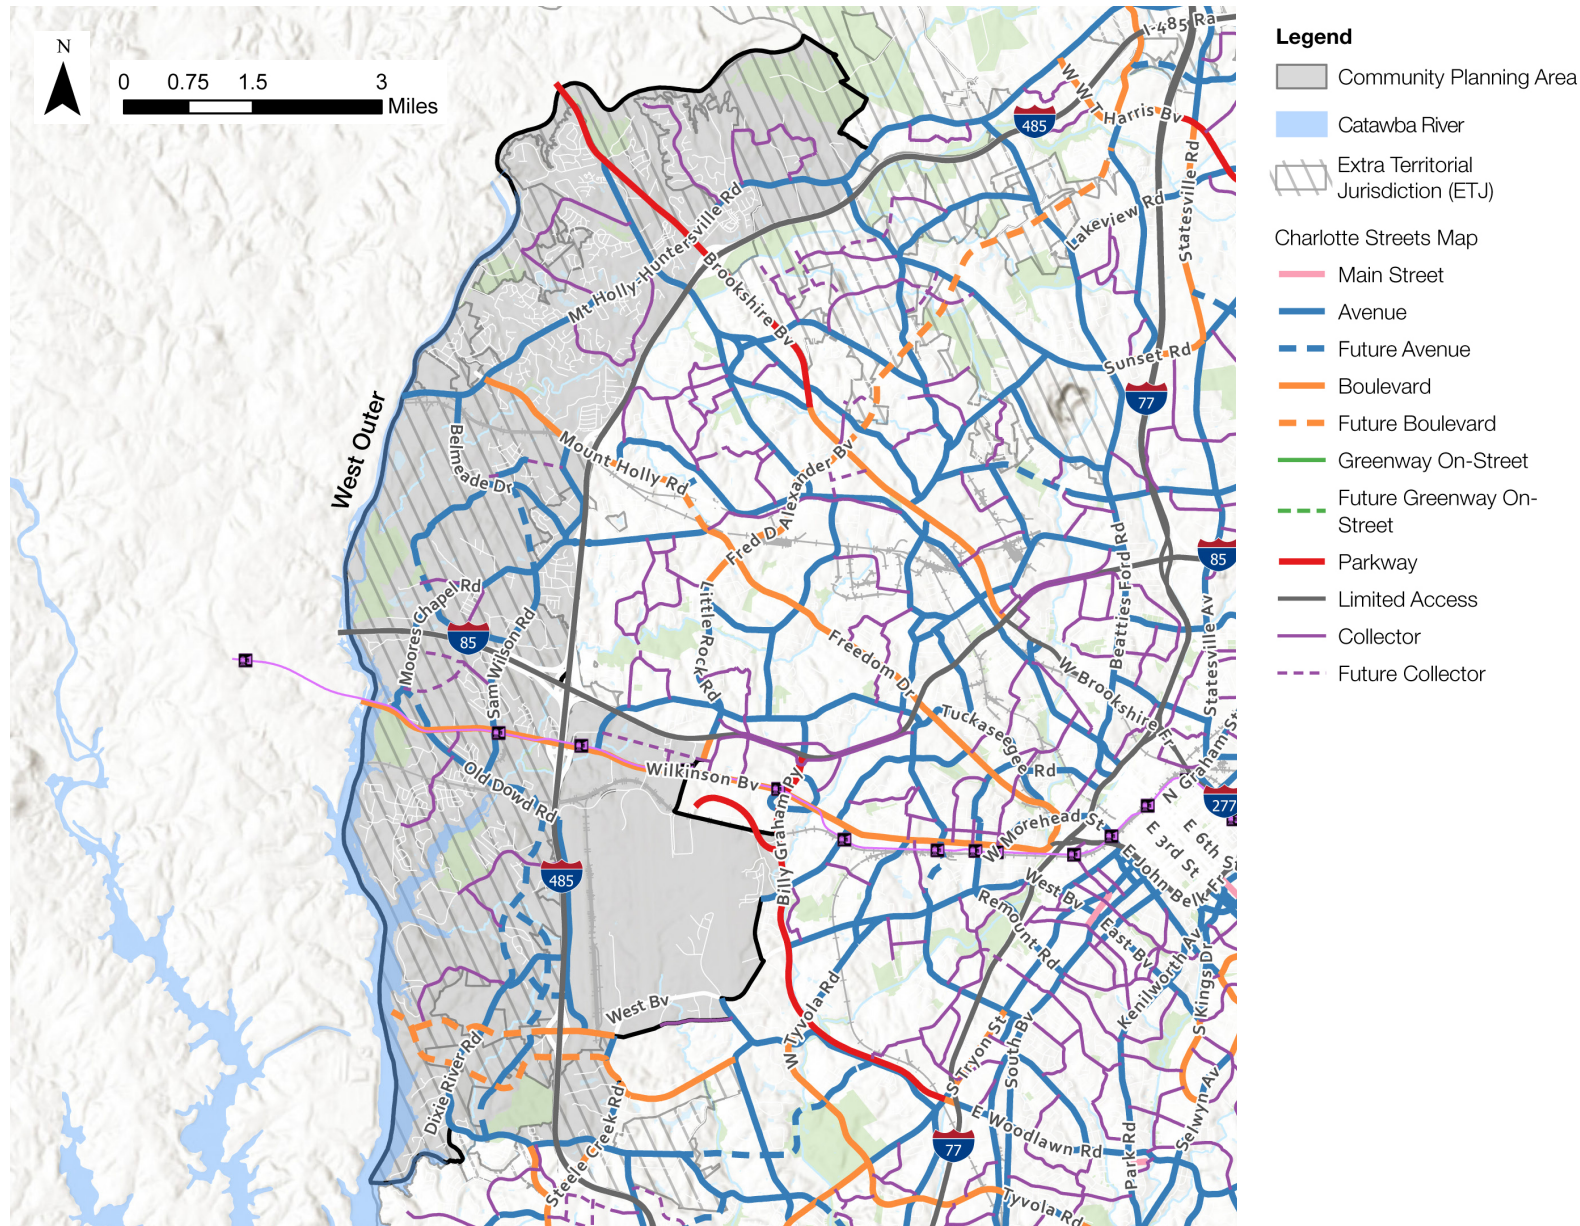 N
0 0.75 1.5 3
Miles
Legend
Community Planning Area
Catawba River
Extra Territorial
Jurisdiction (ETJ)
Charlotte Streets Map
Main Street
Avenue
Future Avenue
Boulevard
Future Boulevard
Greenway On-Street
Future Greenway On-
Street
Parkway
Limited Access
Collector
Future Collector
I-485 Ra
W W T Harris Bv
485
Statesville Rd
Lakeview Rd
Mt Holly-Huntersville Rd
Brookshire Bv
Sunset Rd
77
West Outer
Belmeade Dr
Mount Holly Rd
Fred D Alexander Bv
85
Beatties Ford Rd
Moores Chapel Rd
Little Rock Rd
Statesville Av
85
Sam Wilson Rd
Freedom Dr
W Brookshire Fr
Tuckaseegee Rd
N Graham St
Wilkinson Bv
Old Dowd Rd
277
Billy Graham Py
W Morehead St
E 6th St
E 3rd St
E John Belk Fr
485
West Bv
Remount Rd
East Bv
Kenilworth Av
S Kings Dr
West Bv
W Tyvola Rd
S Tryon St
South Bv
Dixie River Rd
Selwyn Av
Steele Creek Rd
E Woodlawn Rd
77
Park Rd
Tyvola Rd